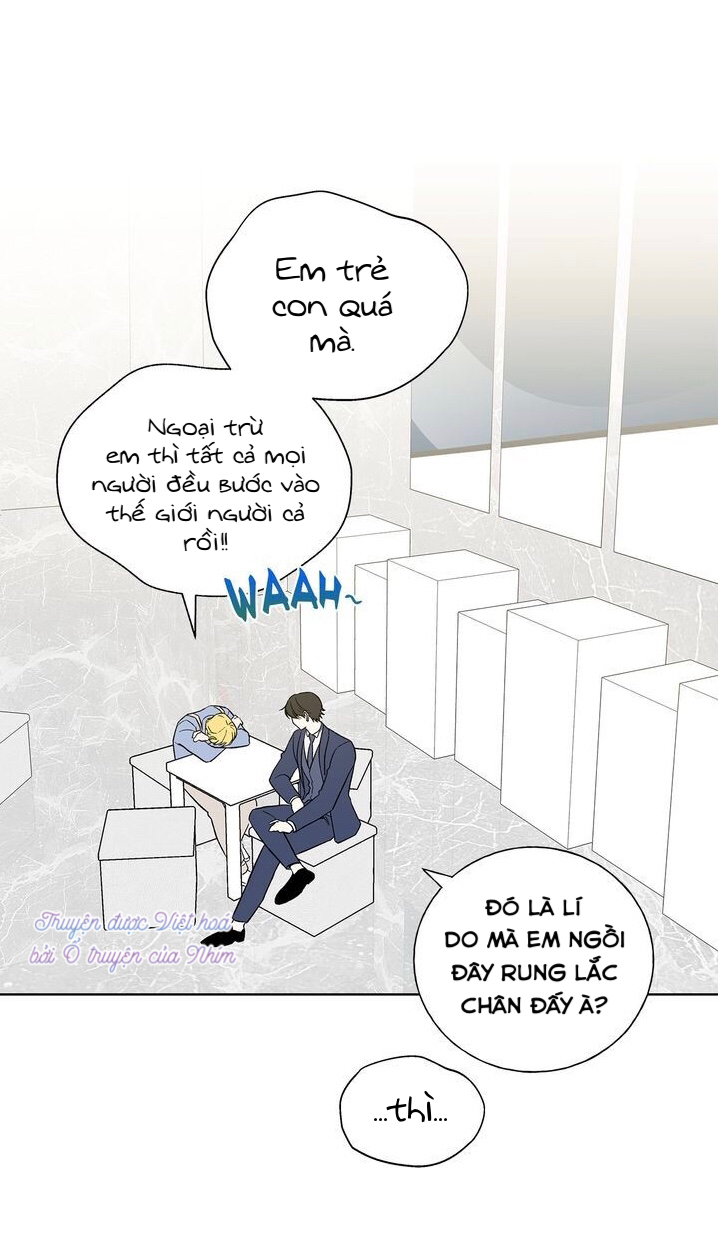 Em trẻ
con quá
mà.
Ngoại trừ
em thì tất cả mọi
người đều bước vào
thế giới người cả
rồi!!
WAAH~
Truyện được Việt hoá
bởi Ổ truyện của Nhim
ĐÓ LÀ LÍ
DO MÀ EM NGỒI
ĐÂY RUNG LẮC
CHÂN ĐẤY À?
...thì...